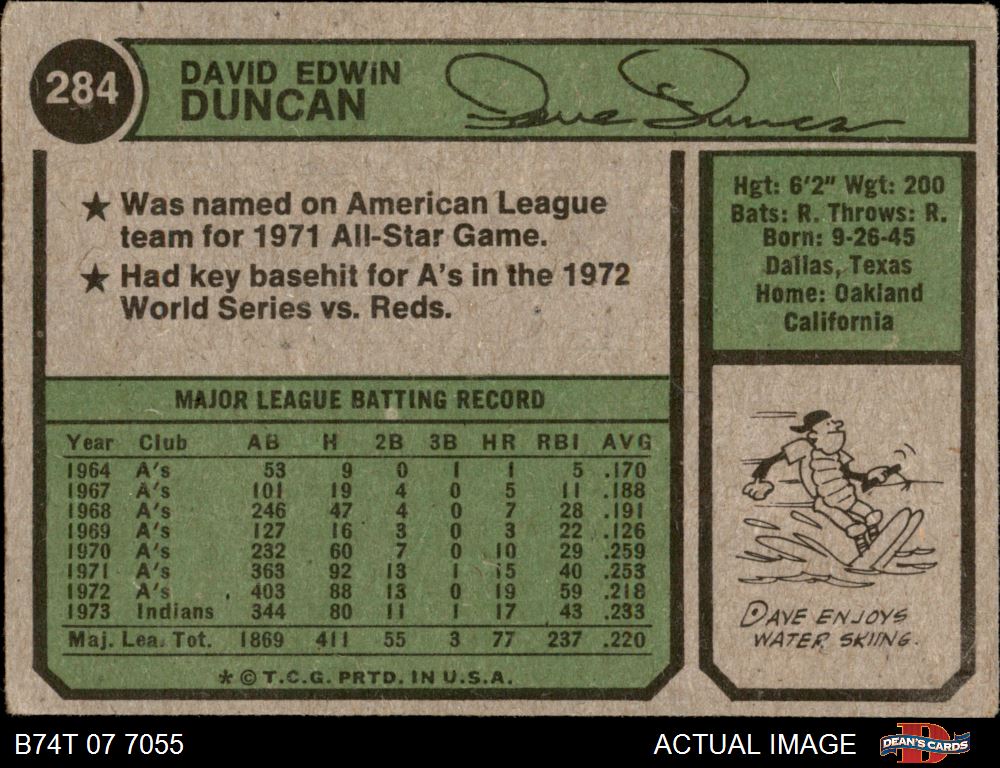 284
DAVID EDWIN
DUNCAN
Dave Duncan
★ Was named on American League
team for 1971 All-Star Game.
★ Had key basehit for A's in the 1972
World Series vs. Reds.
Hgt: 6'2" Wgt: 200
Bats: R. Throws: R.
Born: 9-26-45
Dallas, Texas
Home: Oakland
California
MAJOR LEAGUE BATTING RECORD
Year Club AB H 2B 3B HR RBI AVG
1964 A's 53 9 0 1 1 5 .170
1967 A's 101 19 4 0 5 11 .188
1968 A's 246 47 4 0 7 28 .191
1969 A's 127 16 3 0 3 22 .126
1970 A's 232 60 7 0 10 29 .259
1971 A's 363 92 13 1 15 40 .253
1972 A's 403 88 13 0 19 59 .218
1973 Indians 344 80 11 1 17 43 .233
Maj. Lea. Tot. 1869 411 55 3 77 237 .220
* © T.C.G. PRTD. IN U.S.A.
DAVE ENJOYS
WATER SKIING.
B74T 07 7055
ACTUAL IMAGE
DEAN'S CARDS